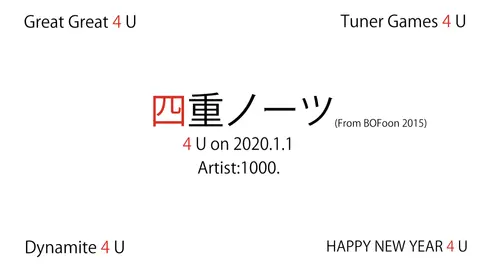 Great Great 4 U
Tuner Games 4 U
四重ノーツ
(From BOFoon 2015)
4 U on 2020.1.1
Artist:1000.
Dynamite 4 U
HAPPY NEW YEAR 4 U